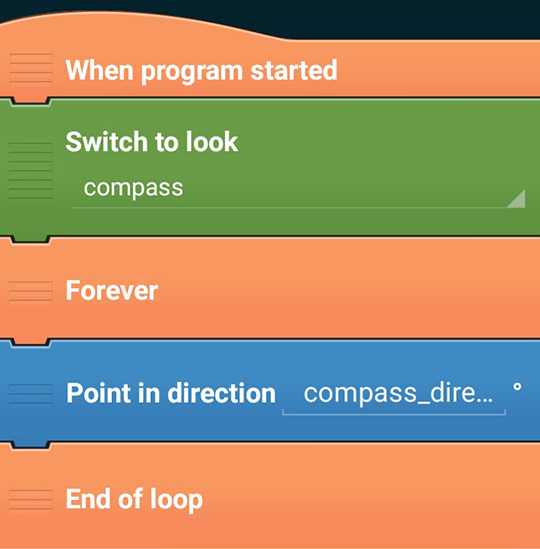 When program started
Switch to look
compass
Forever
Point in direction compass_dire... °
End of loop